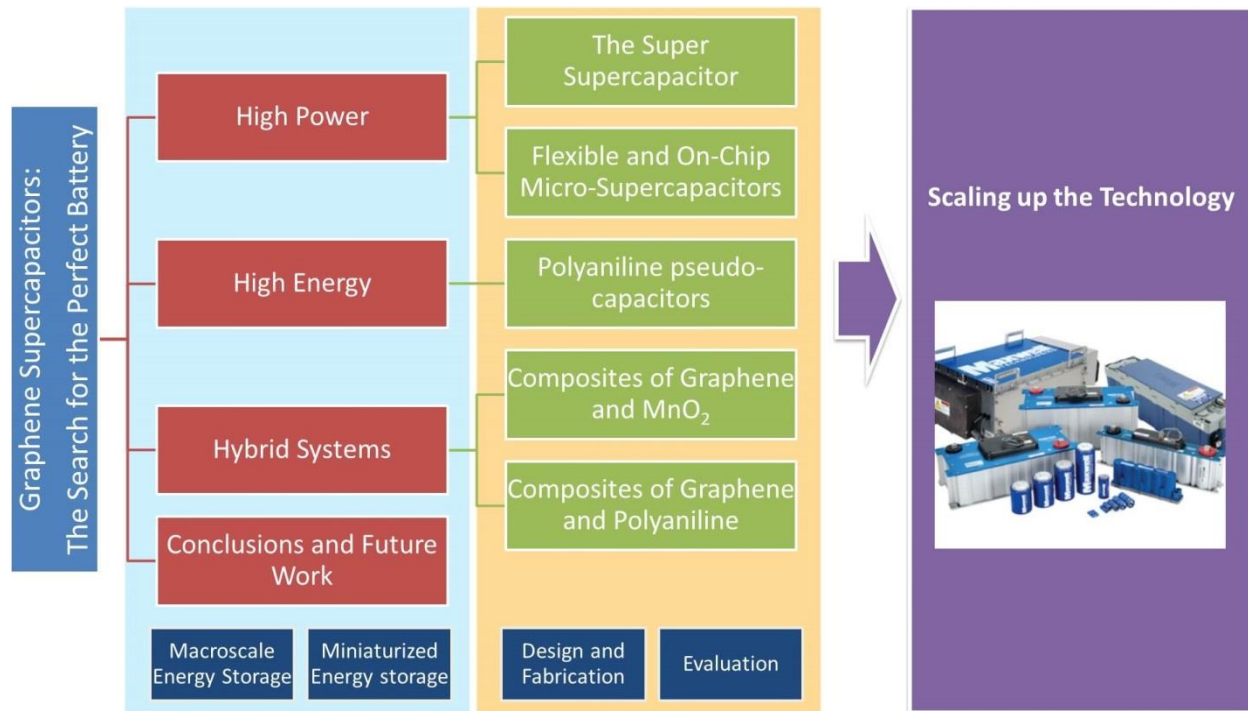 Graphene Supercapacitors:
The Search for the Perfect Battery
High Power
High Energy
Hybrid Systems
Conclusions and Future
Work
Macroscale
Energy Storage
Miniaturized
Energy storage
The Super
Supercapacitor
Flexible and On-Chip
Micro-Supercapacitors
Polyaniline pseudo-
capacitors
Composites of Graphene
and MnO₂
Composites of Graphene
and Polyaniline
Design and
Fabrication
Evaluation
Scaling up the Technology
Maxwell